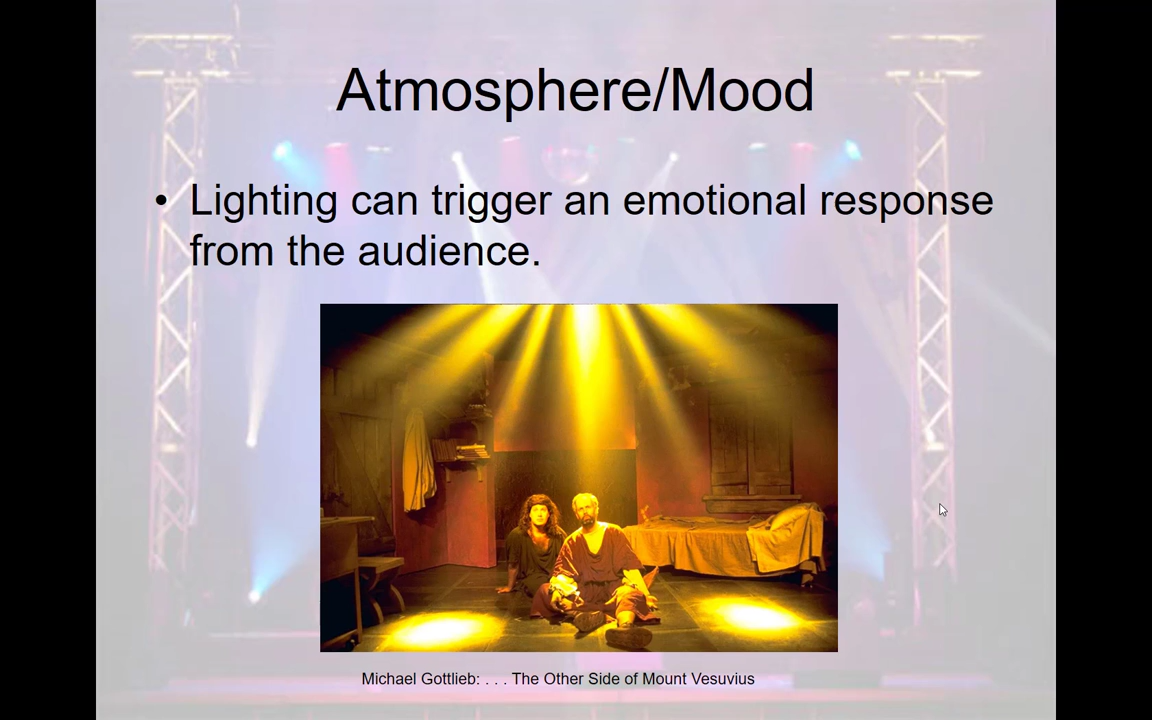 Atmosphere/Mood
• Lighting can trigger an emotional response
from the audience.
Michael Gottlieb: . . . The Other Side of Mount Vesuvius